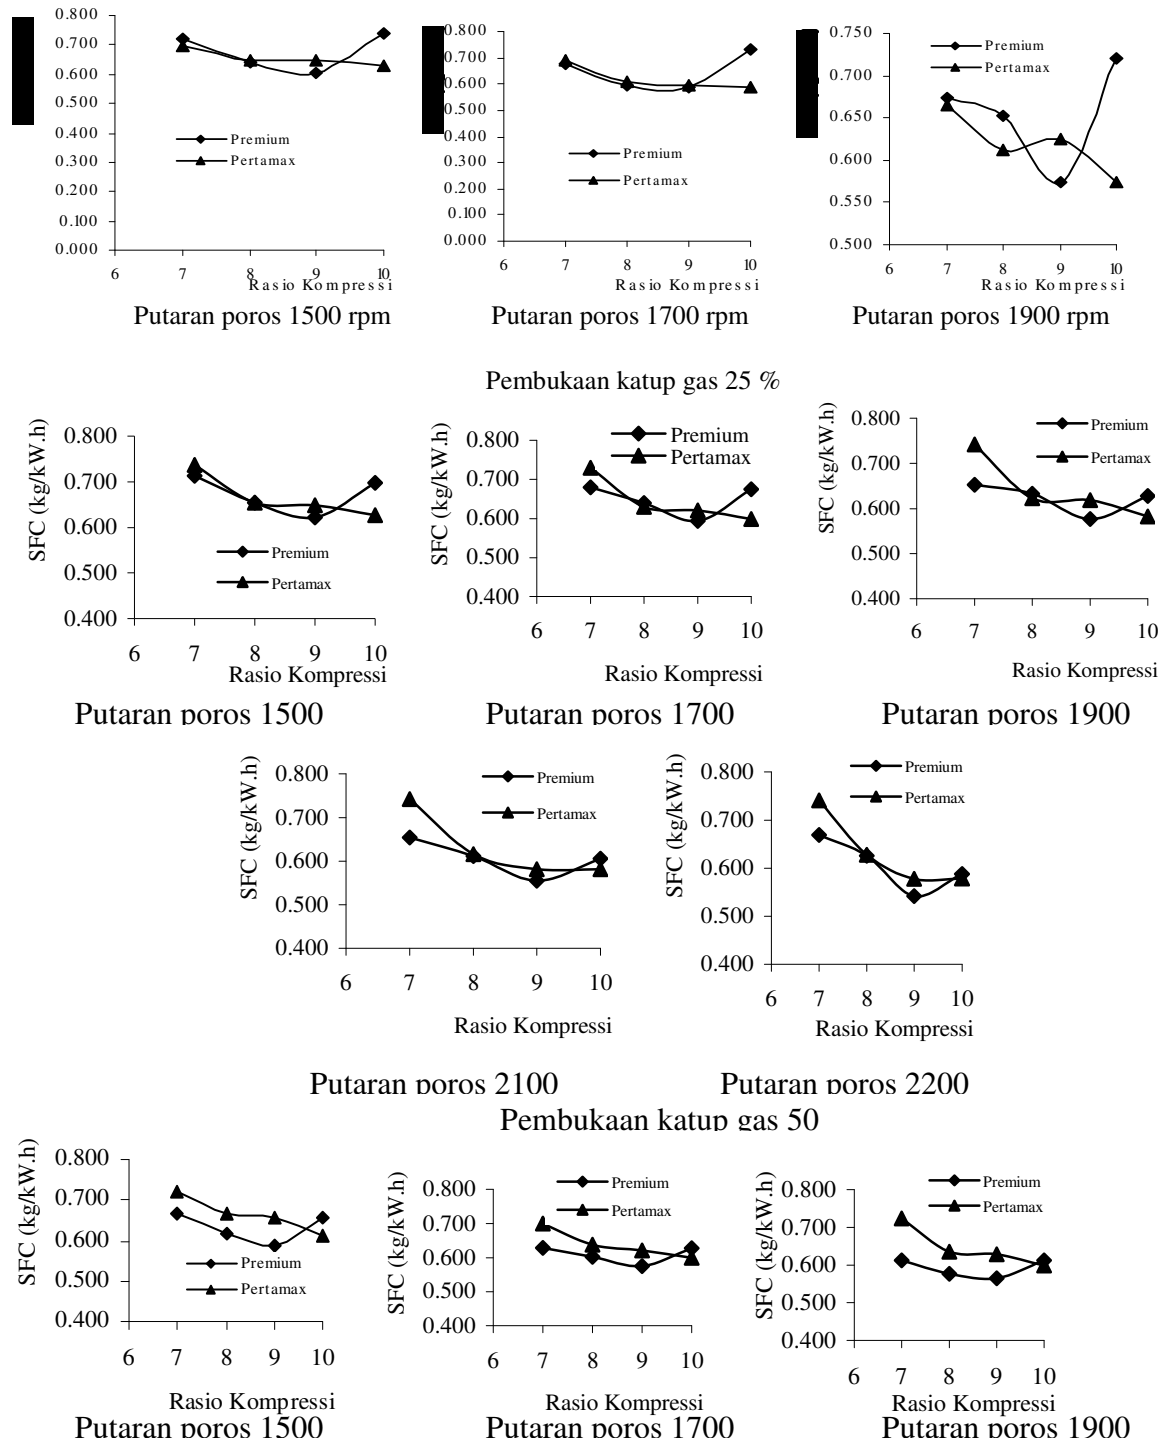 0.800
0.700
0.600
0.500
0.400
0.300
0.200
0.100
0.000
Premium
Pertamax
6 7 8 9 10
Rasio Kompressi
Putaran poros 1500 rpm
0.800
0.700
0.600
0.500
0.400
0.300
0.200
0.100
0.000
Premium
Pertamax
6 7 8 9 10
Rasio Kompressi
Putaran poros 1700 rpm
0.750
0.700
0.650
0.600
0.550
0.500
Premium
Pertamax
6 7 8 9 10
Rasio Kompressi
Putaran poros 1900 rpm
Pembukaan katup gas 25 %
SFC (kg/kW.h)
0.800
0.700
0.600
0.500
0.400
Premium
Pertamax
6 7 8 9 10
Rasio Kompressi
Putaran poros 1500
SFC (kg/kW.h)
0.800
0.700
0.600
0.500
0.400
Premium
Pertamax
6 7 8 9 10
Rasio Kompressi
Putaran poros 1700
SFC (kg/kW.h)
0.800
0.700
0.600
0.500
0.400
Premium
Pertamax
6 7 8 9 10
Rasio Kompressi
Putaran poros 1900
SFC (kg/kW.h)
0.800
0.700
0.600
0.500
0.400
Premium
Pertamax
6 7 8 9 10
Rasio Kompressi
Putaran poros 2100
SFC (kg/kW.h)
0.800
0.700
0.600
0.500
0.400
Premium
Pertamax
6 7 8 9 10
Rasio Kompressi
Putaran poros 2200
Pembukaan katup gas 50
SFC (kg/kW.h)
0.800
0.700
0.600
0.500
0.400
Premium
Pertamax
6 7 8 9 10
Rasio Kompressi
Putaran poros 1500
SFC (kg/kW.h)
0.800
0.700
0.600
0.500
0.400
Premium
Pertamax
6 7 8 9 10
Rasio Kompressi
Putaran poros 1700
SFC (kg/kW.h)
0.800
0.700
0.600
0.500
0.400
Premium
Pertamax
6 7 8 9 10
Rasio Kompressi
Putaran poros 1900